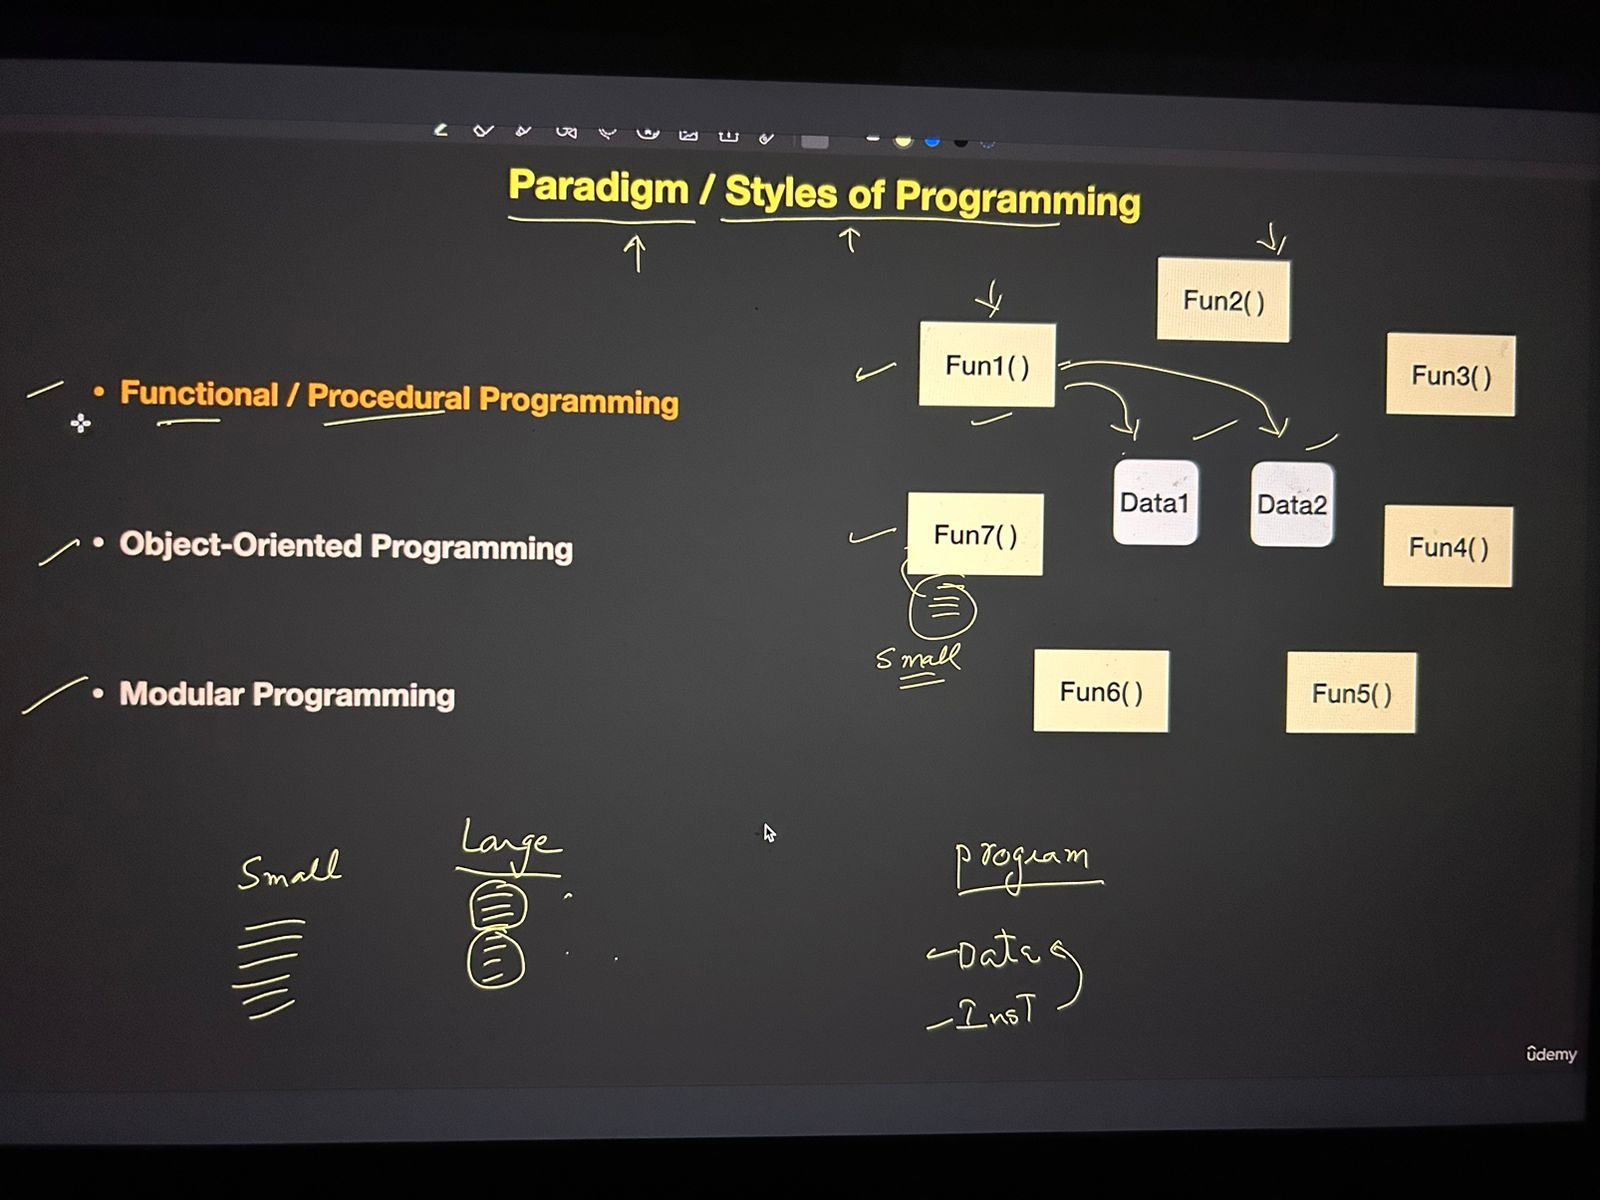 Paradigm / Styles of Programming
Fun2()
Fun1()
Fun3()
• Functional / Procedural Programming
Data1
Data2
Fun7()
Fun4()
• Object-Oriented Programming
Small
Fun6()
Fun5()
• Modular Programming
Small
Large
program
Data
Inst
ûdemy